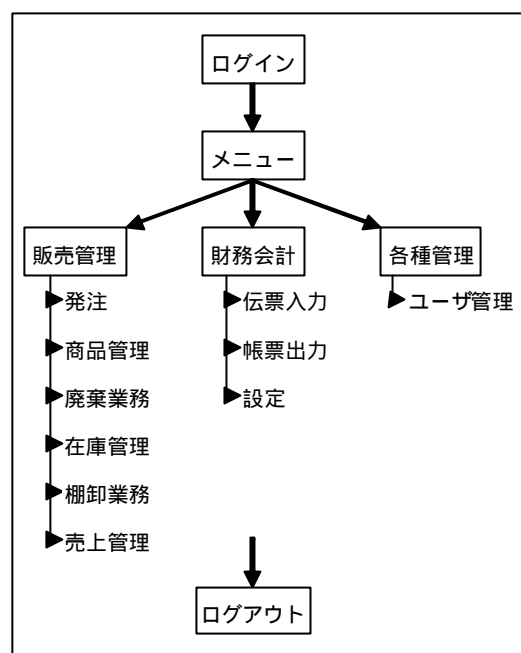 ログイン
メニュー
販売管理
財務会計
各種管理
発注
伝票入力
ユーザ管理
商品管理
帳票出力
廃棄業務
設定
在庫管理
棚卸業務
売上管理
ログアウト